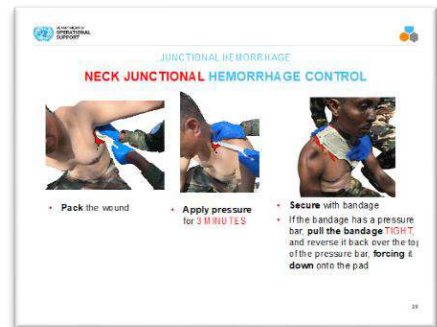 DEPARTMENT OF
OPERATIONAL
SUPPORT
JUNCTIONAL HEMORRHAGE
NECK JUNCTIONAL HEMORRHAGE CONTROL
• Pack the wound
• Apply pressure
for 3 MINUTES
• Secure with bandage
• If the bandage has a pressure
bar, pull the bandage TIGHT,
and reverse it back over the top
of the pressure bar, forcing it
down onto the pad